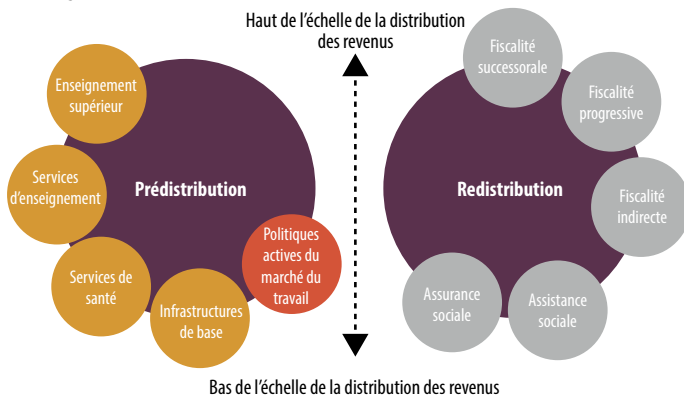 Haut de l'échelle de la distribution
des revenus
Enseignement
supérieur
Services
d'enseignement
Prédistribution
Services de
santé
Infrastructures
de base
Politiques
actives du
marché du
travail
Fiscalité
successorale
Fiscalité
progressive
Redistribution
Fiscalité
indirecte
Assurance
sociale
Assistance
sociale
Bas de l'échelle de la distribution des revenus